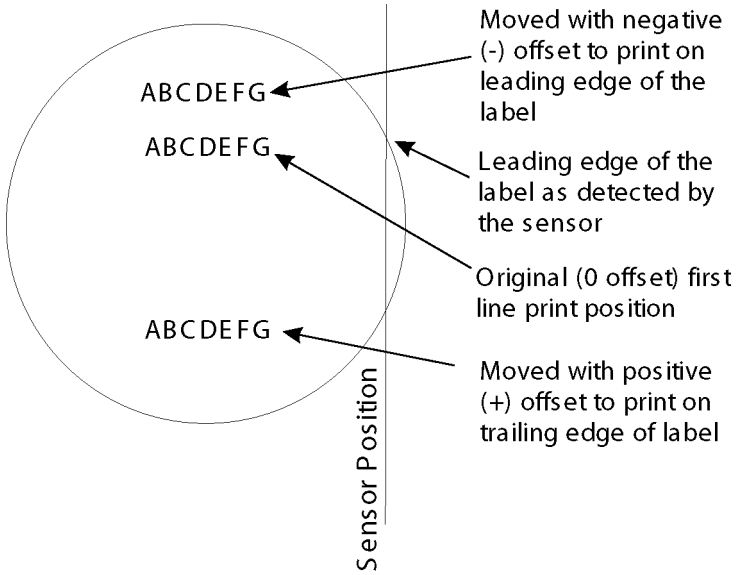 Moved with negative
(-) offset to print on
leading edge of the
label
ABCDEFG
ABCDEFG
Leading edge of the
label as detected by
the sensor
Original (0 offset) first
line print position
ABCDEFG
Moved with positive
(+) offset to print on
trailing edge of label
Sensor Position